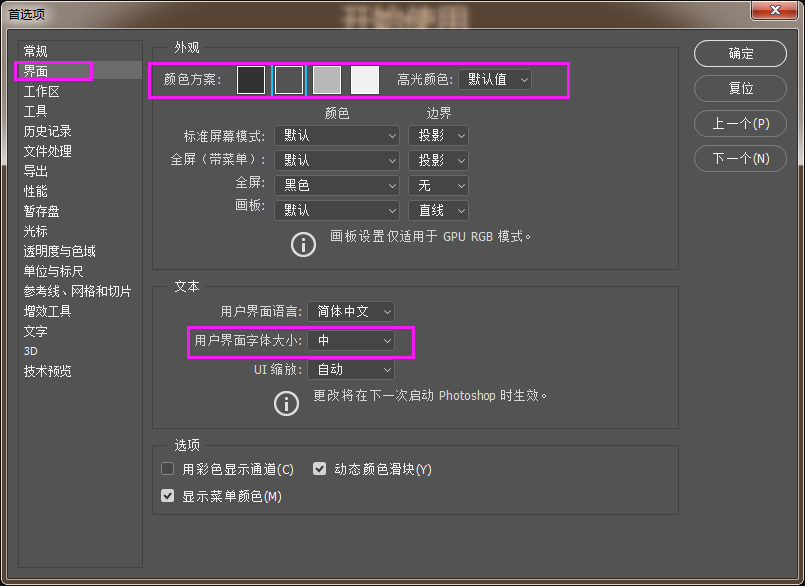 开始使用
首选项
常规
界面
工作区
工具
历史记录
文件处理
导出
性能
暂存盘
光标
透明度与色域
单位与标尺
参考线、网格和切片
增效工具
文字
3D
技术预览
外观
颜色方案: 高光颜色: 默认值
颜色 边界
标准屏幕模式: 默认 投影
全屏（带菜单）: 默认 投影
全屏: 黑色 无
画板: 默认 直线
画板设置仅适用于 GPU RGB 模式。
文本
用户界面语言: 简体中文
用户界面字体大小: 中
UI 缩放: 自动
更改将在下一次启动 Photoshop 时生效。
选项
用彩色显示通道(C) 动态颜色滑块(Y)
显示菜单颜色(M)
确定
复位
上一个(P)
下一个(N)